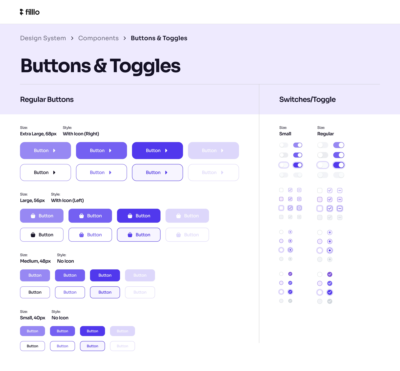 fillo
Design System > Components > Buttons & Toggles
Buttons & Toggles
Regular Buttons
Switches/Toggle
Size Style
Extra Large, 68px With Icon (Right)
Size Size
Small Regular
Button Button Button Button
Button Button Button Button
Size Style
Large, 56px With Icon (Left)
Button Button Button Button
Button Button Button Button
Size Style
Medium, 48px No Icon
Button Button Button Button
Button Button Button Button
Size Style
Small, 40px No Icon
Button Button Button Button
Button Button Button Button